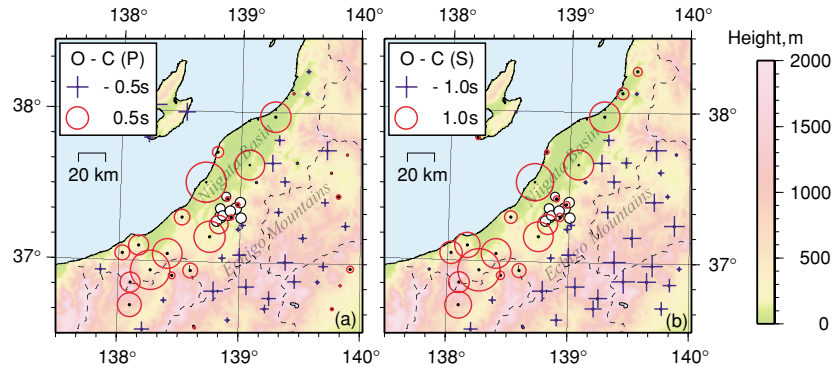 138° 139° 140° 138° 139° 140°
Height, m
O - C (P)
- 0.5s
0.5s
O - C (S)
- 1.0s
1.0s
2000
1500
1000
500
0
38°
38°
20 km
20 km
Niigata Basin
Niigata Basin
Echigo Mountains
Echigo Mountains
37°
37°
(a)
(b)
138° 139° 140° 138° 139° 140°